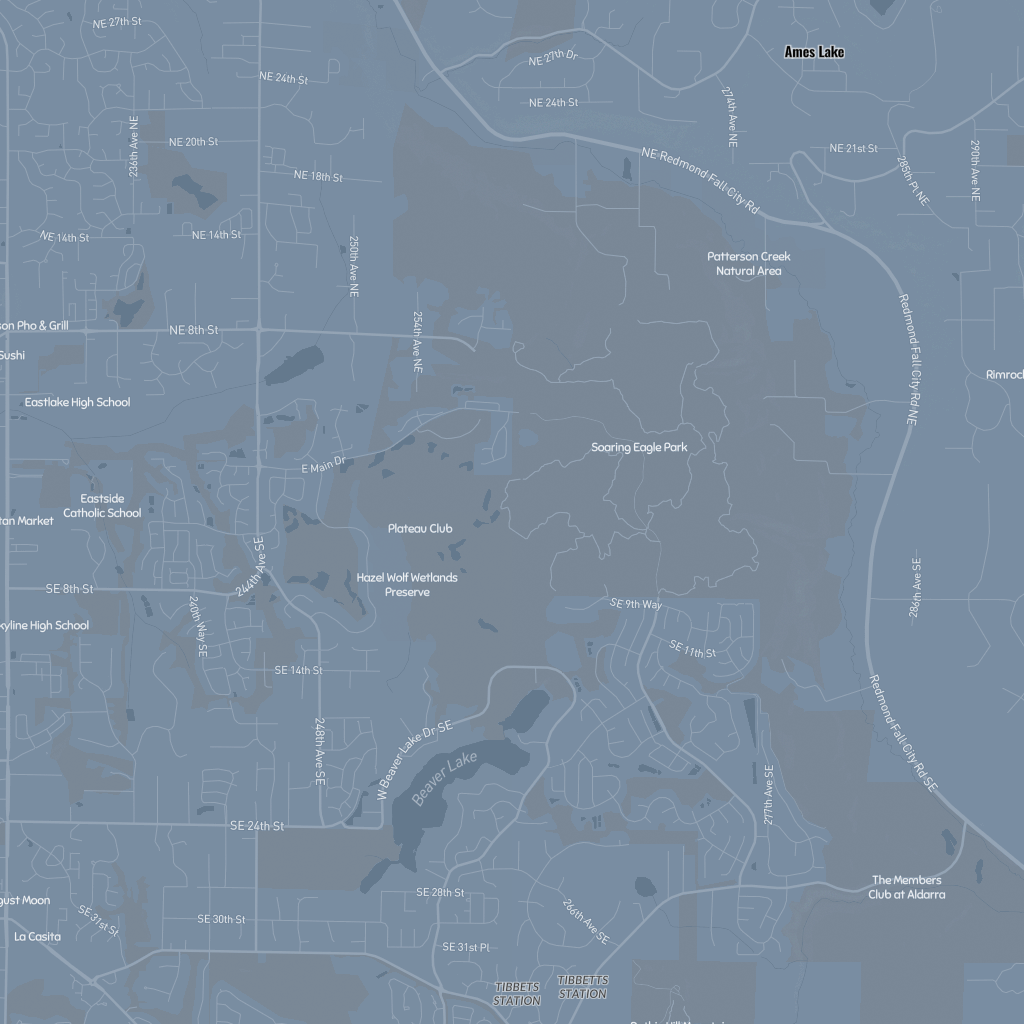 NE 27th St
Ames Lake
NE 27th Dr
NE 24th St
NE 24th St
274th Ave NE
236th Ave NE
NE 20th St
NE 21st St
290th Ave NE
NE Redmond Fall City Rd
285th Pl NE
NE 18th St
NE 14th St
NE 14th St
250th Ave NE
Patterson Creek
Natural Area
son Pho & Grill
NE 8th St
254th Ave NE
Redmond-Fall City Rd NE
Sushi
Rimrock
Eastlake High School
Soaring Eagle Park
E Main Dr
Eastside
Catholic School
tan Market
Plateau Club
244th Ave SE
Hazel Wolf Wetlands
Preserve
SE 8th St
286th Ave SE
SE 9th Way
240th Way SE
kyline High School
SE 11th St
SE 14th St
Redmond-Fall City Rd SE
248th Ave SE
W Beaver Lake Dr SE
Beaver Lake
277th Ave SE
SE 24th St
The Members
Club at Aldarra
SE 28th St
gust Moon
SE 31st St
SE 30th St
266th Ave SE
La Casita
SE 31st Pl
TIBBETS
STATION
TIBBETTS
STATION